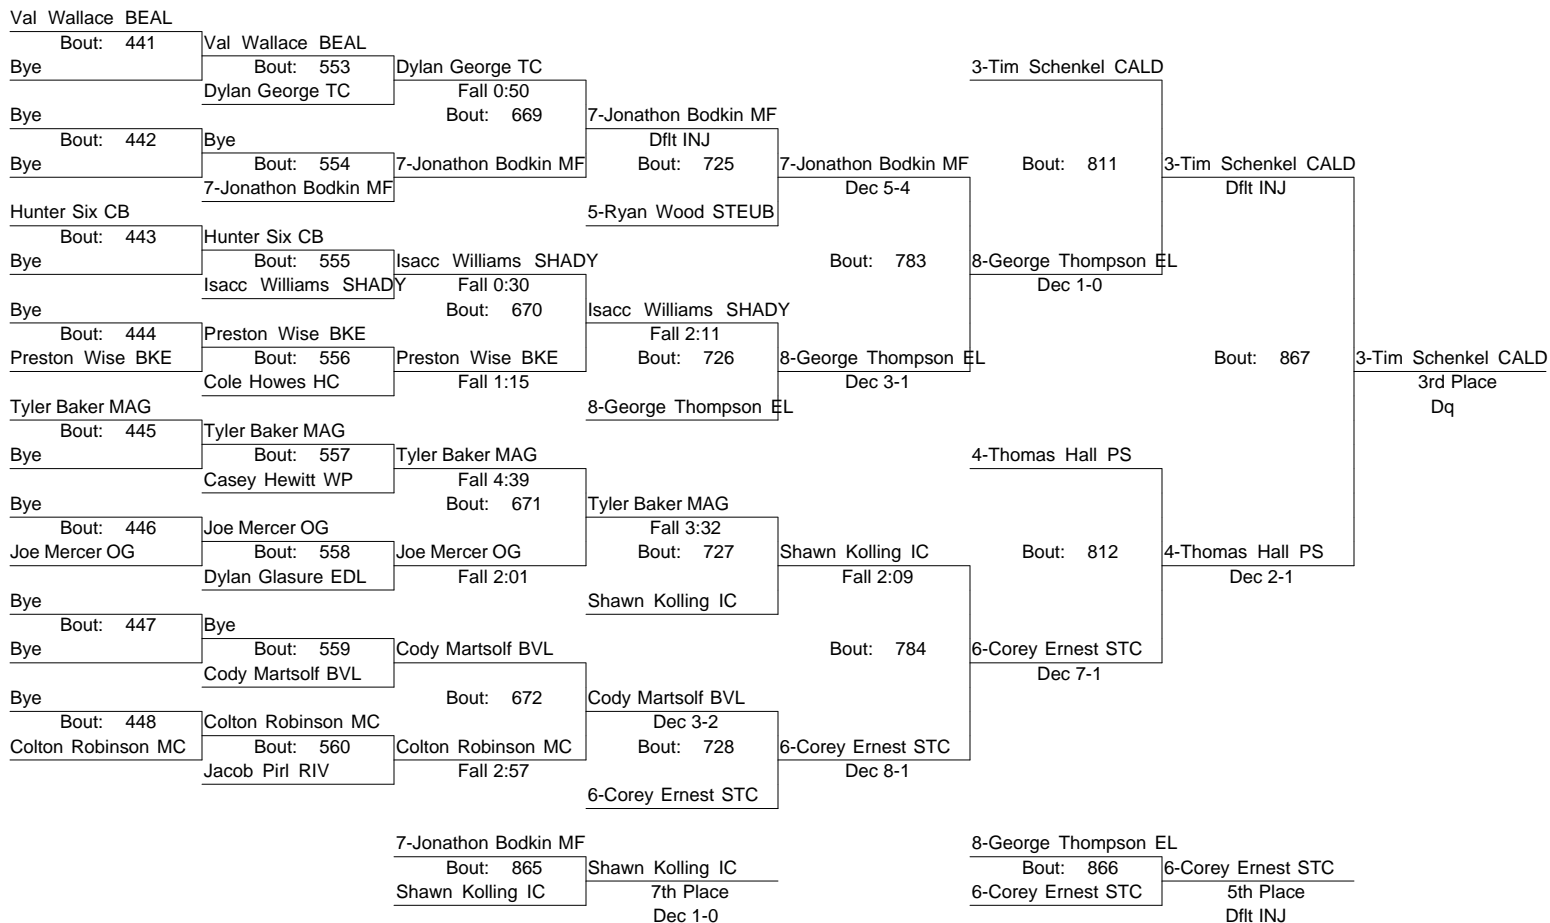 Val Wallace BEAL
Bout: 441
Bye
Bye
Bout: 442
Bye
Hunter Six CB
Bout: 443
Bye
Bye
Bout: 444
Preston Wise BKE
Tyler Baker MAG
Bout: 445
Bye
Bye
Bout: 446
Joe Mercer OG
Bye
Bout: 447
Bye
Bye
Bout: 448
Colton Robinson MC
Val Wallace BEAL
Bout: 553
Dylan George TC
Bye
Bout: 554
7-Jonathon Bodkin MF
Hunter Six CB
Bout: 555
Isacc Williams SHADY
Preston Wise BKE
Bout: 556
Cole Howes HC
Tyler Baker MAG
Bout: 557
Casey Hewitt WP
Joe Mercer OG
Bout: 558
Dylan Glasure EDL
Bye
Bout: 559
Cody Martsolf BVL
Colton Robinson MC
Bout: 560
Jacob Pirl RIV
Dylan George TC
Fall 0:50
Bout: 669
7-Jonathon Bodkin MF
Isacc Williams SHADY
Fall 0:30
Bout: 670
Preston Wise BKE
Fall 1:15
Tyler Baker MAG
Fall 4:39
Bout: 671
Joe Mercer OG
Fall 2:01
Cody Martsolf BVL
Bout: 672
Colton Robinson MC
Fall 2:57
7-Jonathon Bodkin MF
Dflt INJ
Bout: 725
5-Ryan Wood STEUB
Isacc Williams SHADY
Fall 2:11
Bout: 726
8-George Thompson EL
Tyler Baker MAG
Fall 3:32
Bout: 727
Shawn Kolling IC
Cody Martsolf BVL
Dec 3-2
Bout: 728
6-Corey Ernest STC
7-Jonathon Bodkin MF
Dec 5-4
Bout: 783
8-George Thompson EL
Dec 3-1
Shawn Kolling IC
Fall 2:09
Bout: 784
6-Corey Ernest STC
Dec 8-1
3-Tim Schenkel CALD
Bout: 811
8-George Thompson EL
Dec 1-0
4-Thomas Hall PS
Bout: 812
6-Corey Ernest STC
Dec 7-1
3-Tim Schenkel CALD
Dflt INJ
Bout: 867
4-Thomas Hall PS
Dec 2-1
3-Tim Schenkel CALD
3rd Place
Dq
7-Jonathon Bodkin MF
Bout: 865
Shawn Kolling IC
Shawn Kolling IC
7th Place
Dec 1-0
8-George Thompson EL
Bout: 866
6-Corey Ernest STC
6-Corey Ernest STC
5th Place
Dflt INJ